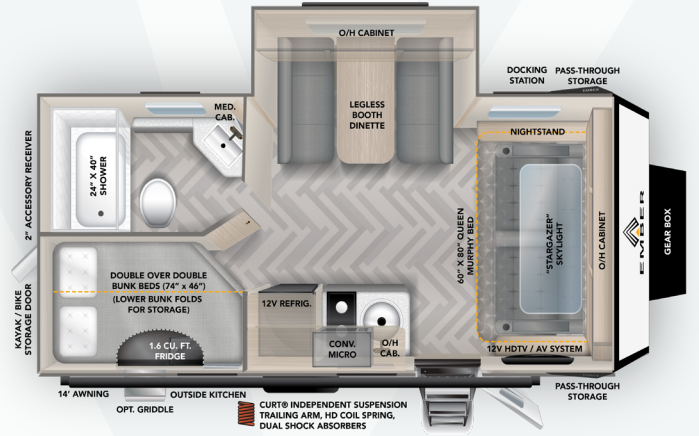 O/H CABINET
DOCKING
STATION
PASS-THROUGH
STORAGE
MED.
CAB.
LEGLESS
BOOTH
DINETTE
NIGHTSTAND
2" ACCESSORY RECEIVER
24" X 40"
SHOWER
60" X 80" QUEEN
MURPHY BED
"STARGAZER"
SKYLIGHT
O/H CABINET
EMBER
GEAR BOX
KAYAK / BIKE
STORAGE DOOR
DOUBLE OVER DOUBLE
BUNK BEDS (74" x 46")
(LOWER BUNK FOLDS
FOR STORAGE)
12V REFRIG.
1.6 CU. FT.
FRIDGE
CONV.
MICRO
O/H
CAB.
12V HDTV / AV SYSTEM
14' AWNING
OUTSIDE KITCHEN
OPT. GRIDDLE
CURT® INDEPENDENT SUSPENSION
TRAILING ARM, HD COIL SPRING,
DUAL SHOCK ABSORBERS
PASS-THROUGH
STORAGE